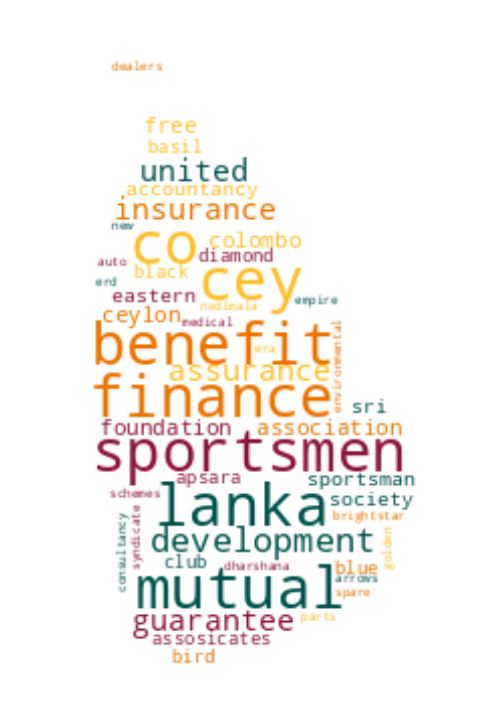 dealers
free
basil
united
accountancy
insurance
new
co colombo
auto diamond
black cey
erd
eastern empire
nedimala
ceylon medical
benefit
era
assurance environmental
finance
sri
foundation association
sportsmen
apsara sportsman
schemes lanka society
syndicate brightstar
consultancy development golden
club dharshana blue
mutual arrows
spare
guarantee parts
assosicates
bird